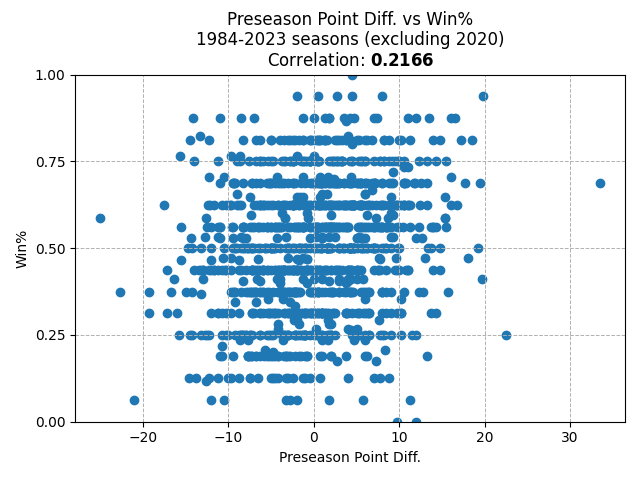 Preseason Point Diff. vs Win%
1984-2023 seasons (excluding 2020)
Correlation: 0.2166
1.00
0.75
0.50
0.25
0.00
Win%
−20
−10
0
10
20
30
Preseason Point Diff.